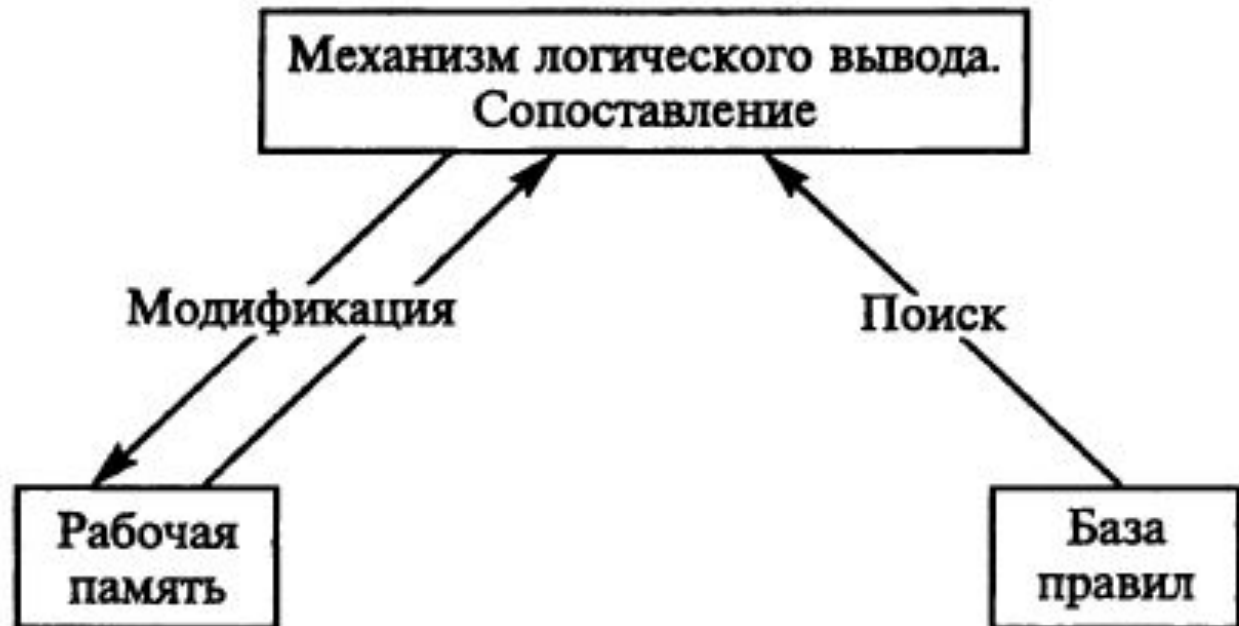 Механизм логического вывода.
Сопоставление
Модификация
Поиск
Рабочая
память
База
правил